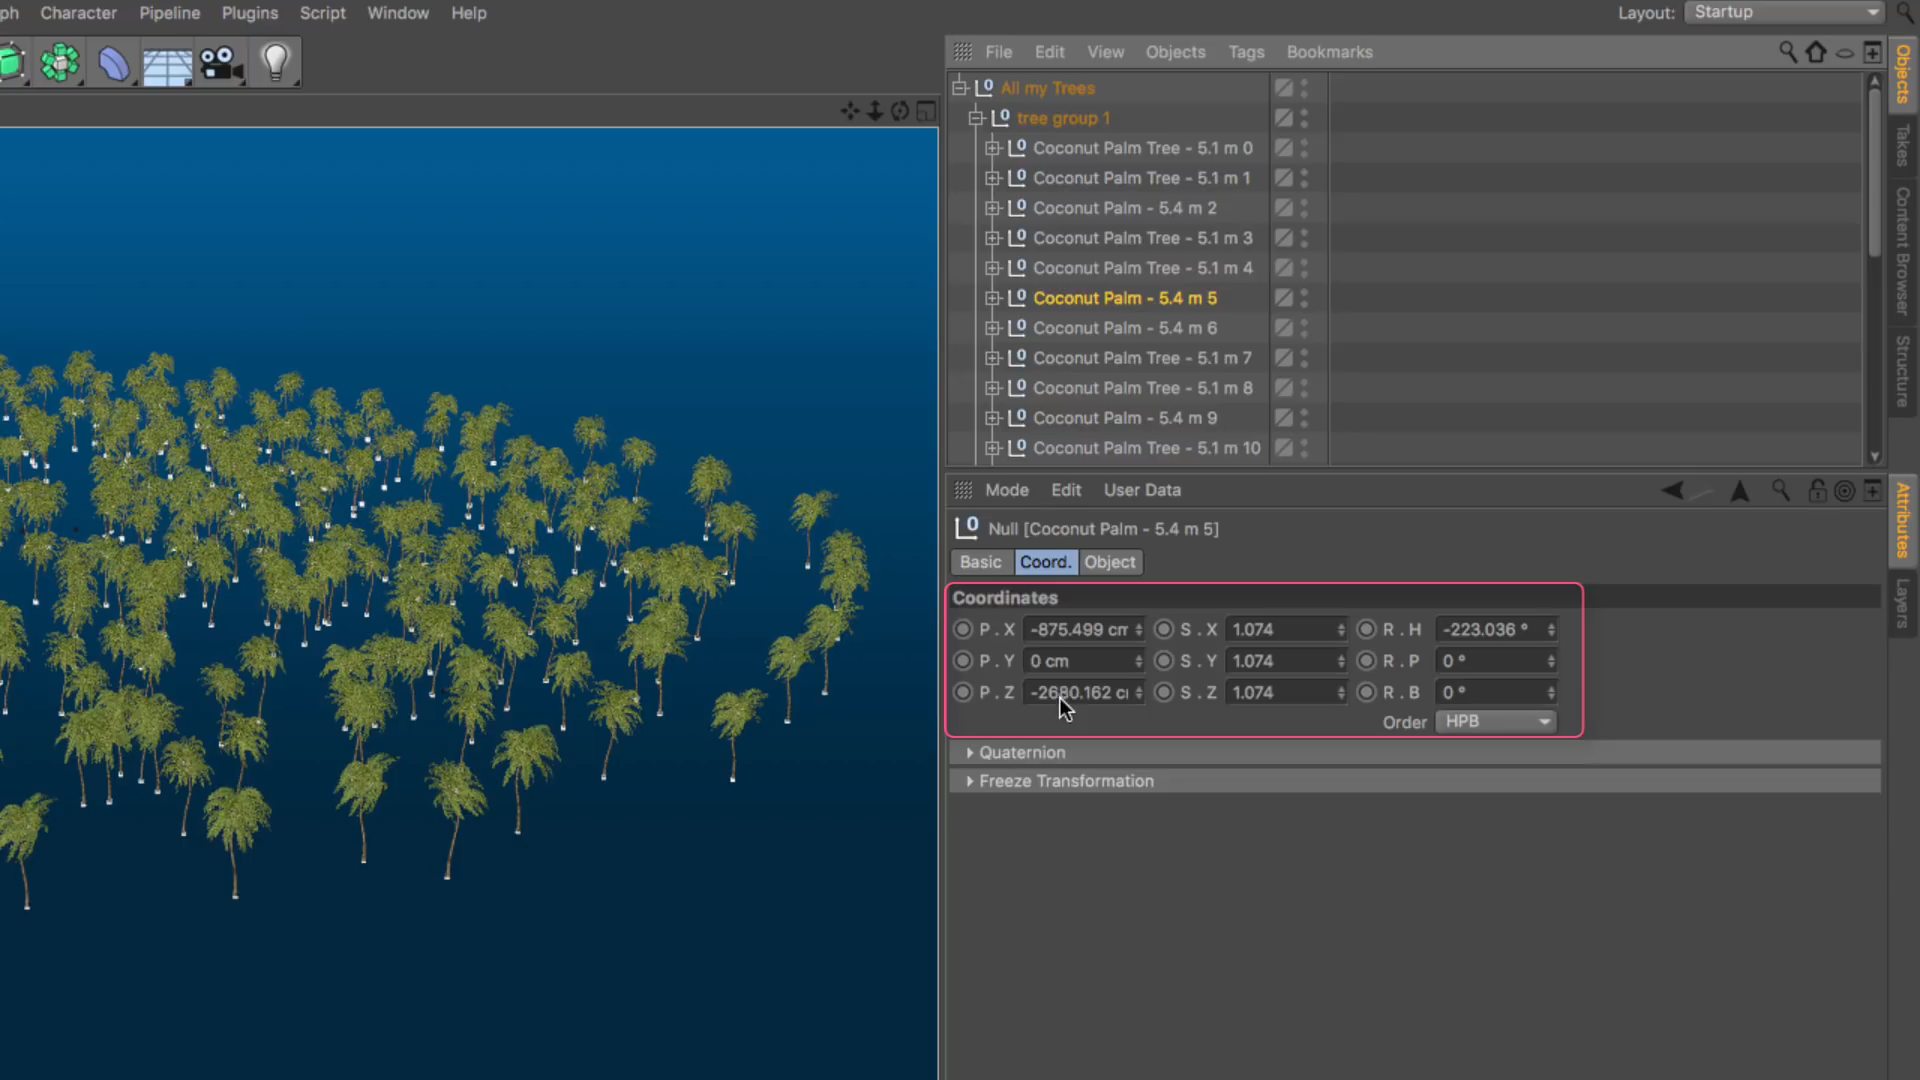 ph Character Pipeline Plugins Script Window Help Layout: Startup
File Edit View Objects Tags Bookmarks
All my Trees
tree group 1
Coconut Palm Tree - 5.1 m 0
Coconut Palm Tree - 5.1 m 1
Coconut Palm - 5.4 m 2
Coconut Palm Tree - 5.1 m 3
Coconut Palm Tree - 5.1 m 4
Coconut Palm - 5.4 m 5
Coconut Palm - 5.4 m 6
Coconut Palm Tree - 5.1 m 7
Coconut Palm Tree - 5.1 m 8
Coconut Palm - 5.4 m 9
Coconut Palm Tree - 5.1 m 10
Objects
Takes
Content Browser
Structure
Mode Edit User Data
Null [Coconut Palm - 5.4 m 5]
Basic Coord. Object
Coordinates
P . X -875.499 cm S . X 1.074 R . H -223.036 °
P . Y 0 cm S . Y 1.074 R . P 0 °
P . Z -2680.162 c S . Z 1.074 R . B 0 °
Order HPB
Quaternion
Freeze Transformation
Attributes
Layers